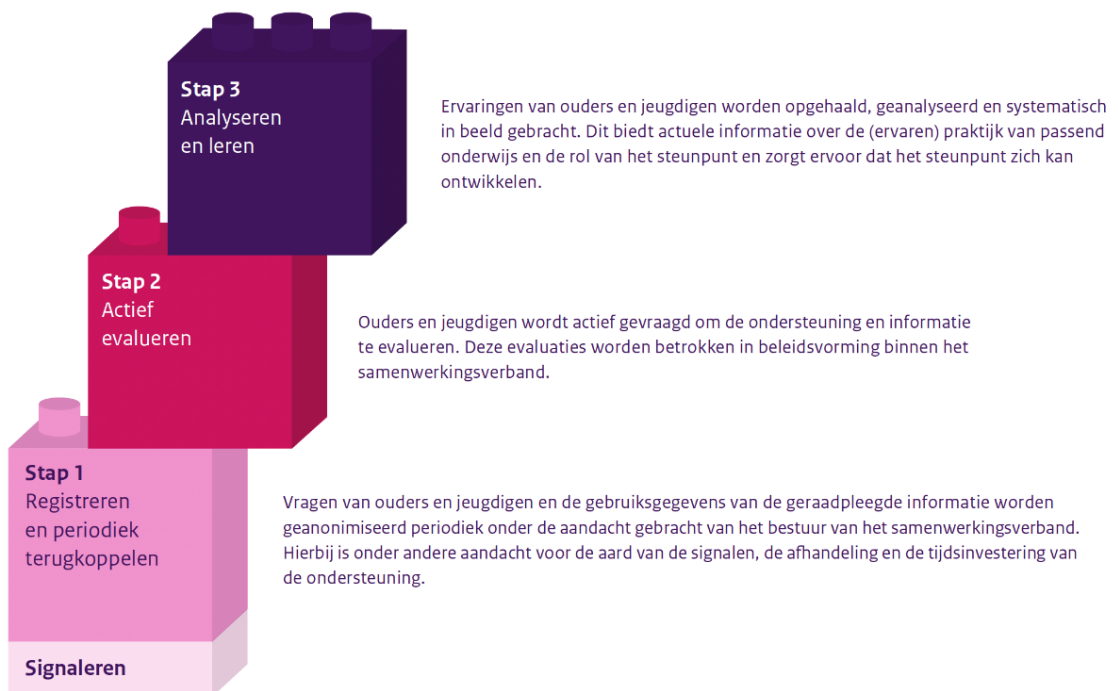 Stap 3
Analyseren
en leren
Ervaringen van ouders en jeugdigen worden opgehaald, geanalyseerd en systematisch
in beeld gebracht. Dit biedt actuele informatie over de (ervaren) praktijk van passend
onderwijs en de rol van het steunpunt en zorgt ervoor dat het steunpunt zich kan
ontwikkelen.
Stap 2
Actief
evalueren
Ouders en jeugdigen wordt actief gevraagd om de ondersteuning en informatie
te evalueren. Deze evaluaties worden betrokken in beleidsvorming binnen het
samenwerkingsverband.
Stap 1
Registreren
en periodiek
terugkoppelen
Vragen van ouders en jeugdigen en de gebruiksgegevens van de geraadpleegde informatie worden
geanonimiseerd periodiek onder de aandacht gebracht van het bestuur van het samenwerkingsverband.
Hierbij is onder andere aandacht voor de aard van de signalen, de afhandeling en de tijdsinvestering van
de ondersteuning.
Signaleren